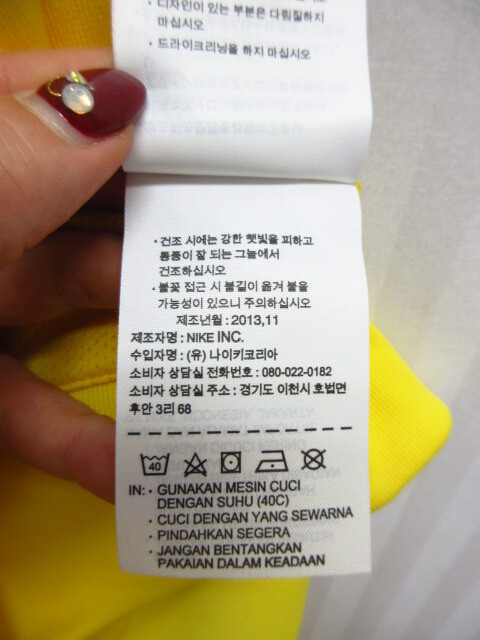 • 디자인이 있는 부분은 다림질하지
마십시오
• 드라이크리닝을 하지 마십시오
• 건조 시에는 강한 햇빛을 피하고
통풍이 잘 되는 그늘에서
건조하십시오
• 불꽃 접근 시 불길이 옮겨 붙을
가능성이 있으니 주의하십시오
제조년월 : 2013,11
제조자명 : NIKE INC.
수입자명 : (유) 나이키코리아
소비자 상담실 전화번호 : 080-022-0182
소비자 상담실 주소 : 경기도 이천시 호법면
후안 3리 68
40
IN: • GUNAKAN MESIN CUCI
DENGAN SUHU (40C)
• CUCI DENGAN YANG SEWARNA
• PINDAHKAN SEGERA
• JANGAN BENTANGKAN
PAKAIAN DALAM KEADAAN